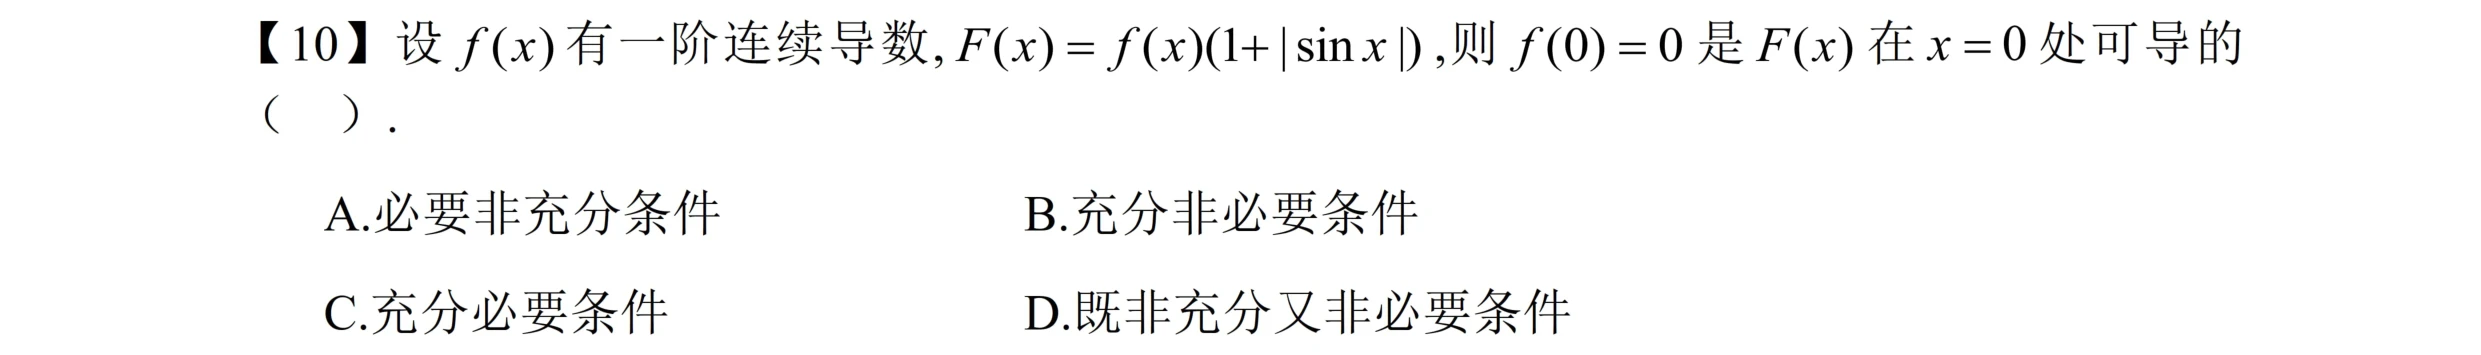 【10】设 f(x)有一阶连续导数, F(x) = f(x)(1+|sin x|) ,则 f(0) = 0 是 F(x) 在 x = 0 处可导的
（　）.
A.必要非充分条件　　B.充分非必要条件
C.充分必要条件　　D.既非充分又非必要条件